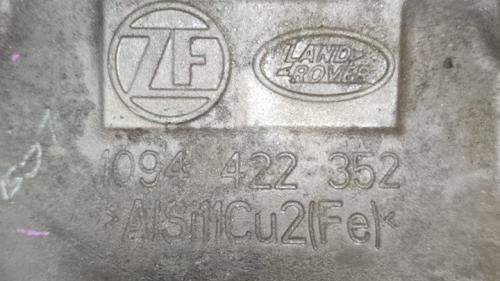 ZF
LAND
ROVER
1094 422 352
>AlSi11Cu2(Fe)<